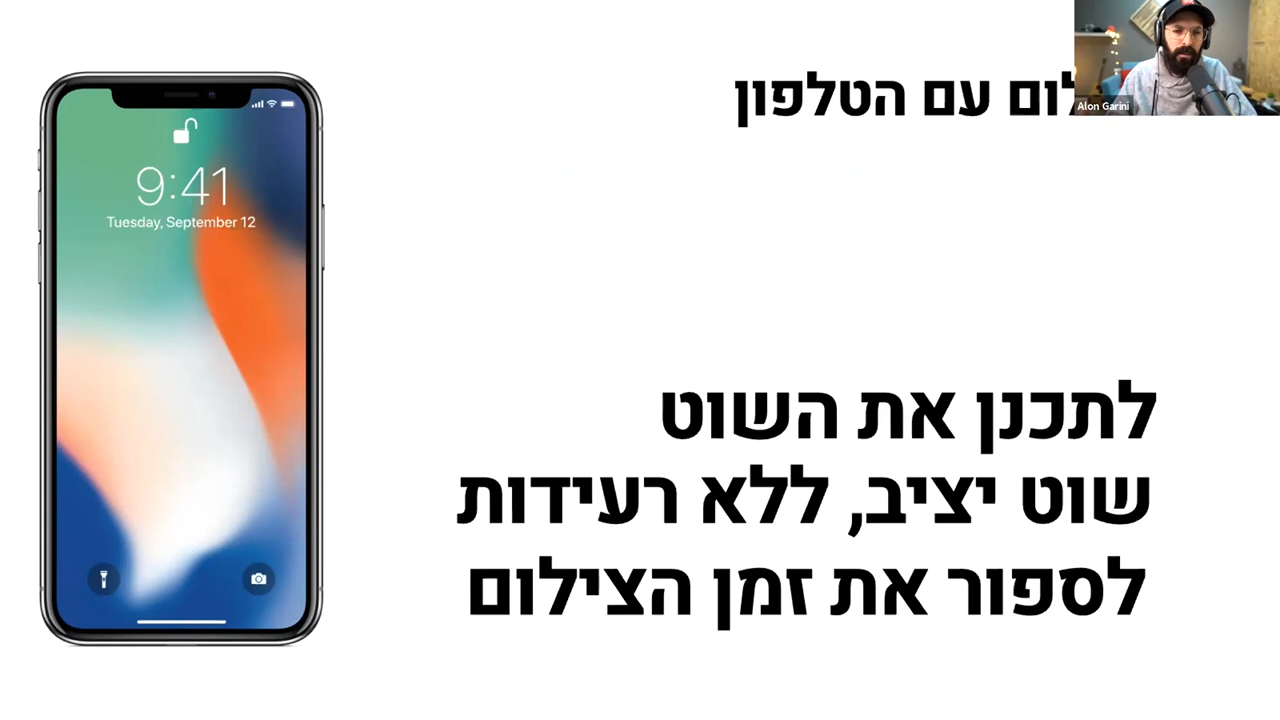 עם הטלפון
Alon Garini
9:41
Tuesday, September 12
לתכנן את השוט
שוט יציב, ללא רעידות
לספור את זמן הצילום